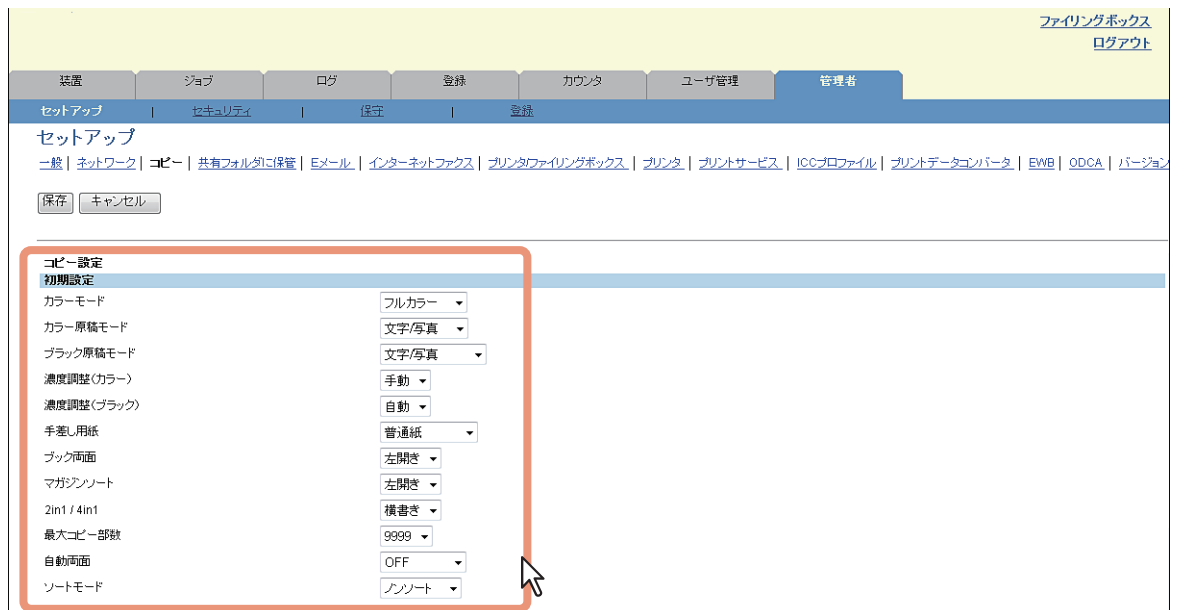 ファイリングボックス
ログアウト
装置 ジョブ ログ 登録 カウンタ ユーザ管理 管理者
セットアップ | セキュリティ | 保守 | 登録
セットアップ
一般 | ネットワーク | コピー | 共有フォルダに保管 | Eメール | インターネットファクス | プリンタ/ファイリングボックス | プリンタ | プリントサービス | ICCプロファイル | プリントデータコンバータ | EWB | ODCA | バージョン
保存 キャンセル
コピー設定
初期設定
カラーモード フルカラー
カラー原稿モード 文字/写真
ブラック原稿モード 文字/写真
濃度調整(カラー) 手動
濃度調整(ブラック) 自動
手差し用紙 普通紙
ブック両面 左開き
マガジンソート 左開き
2in1 / 4in1 横書き
最大コピー部数 9999
自動両面 OFF
ソートモード ノンソート